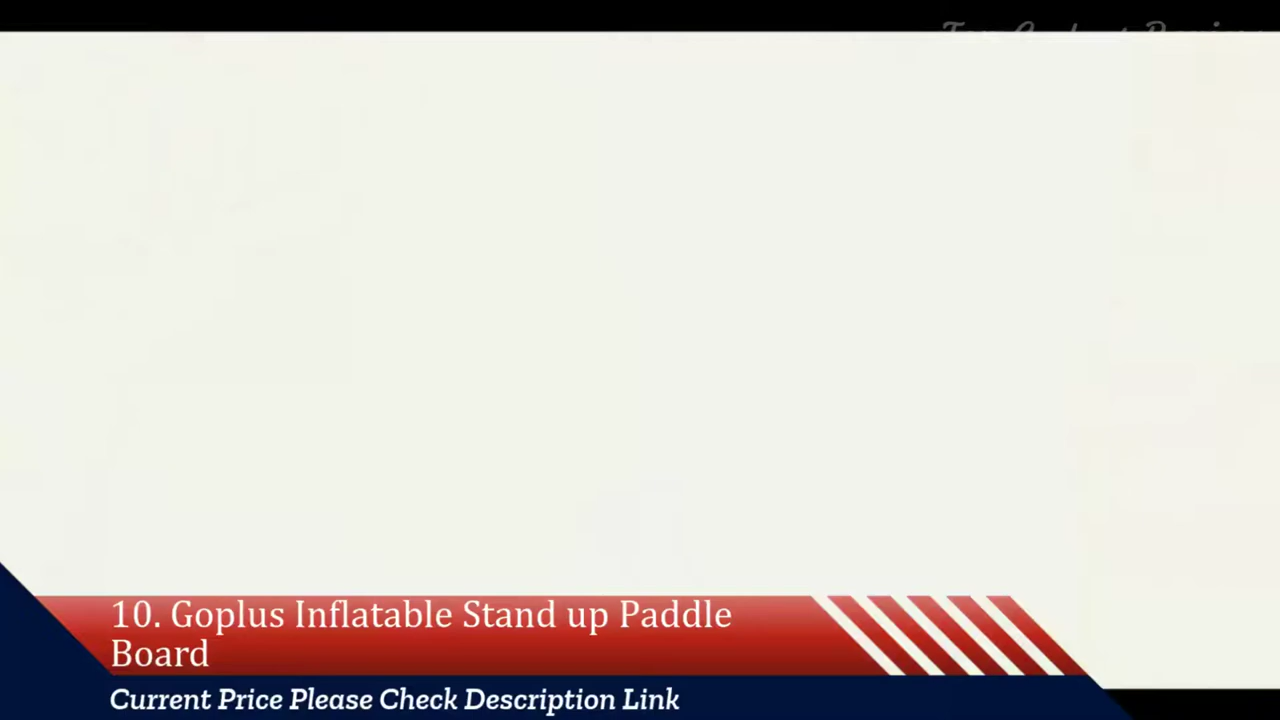 10. Goplus Inflatable Stand up Paddle
Board
Current Price Please Check Description Link